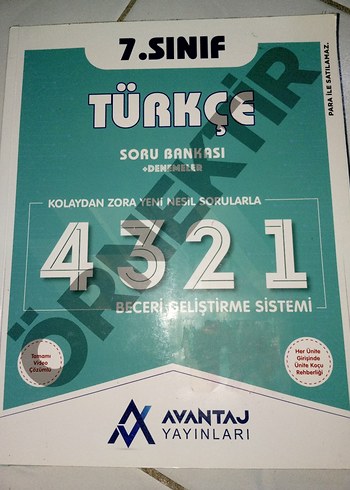 7.SINIF
TÜRKÇE
SORU BANKASI
+DENEMELER
KOLAYDAN ZORA YENİ NESİL SORULARLA
4321
BECERİ GELİŞTİRME SİSTEMİ
Tamamı
Video
Çözümlü
Her Ünite
Girişinde
Ünite Koçu
Rehberliği
AVANTAJ
YAYINLARI
PARA İLE SATILAMAZ.
ÖRNEKTİR